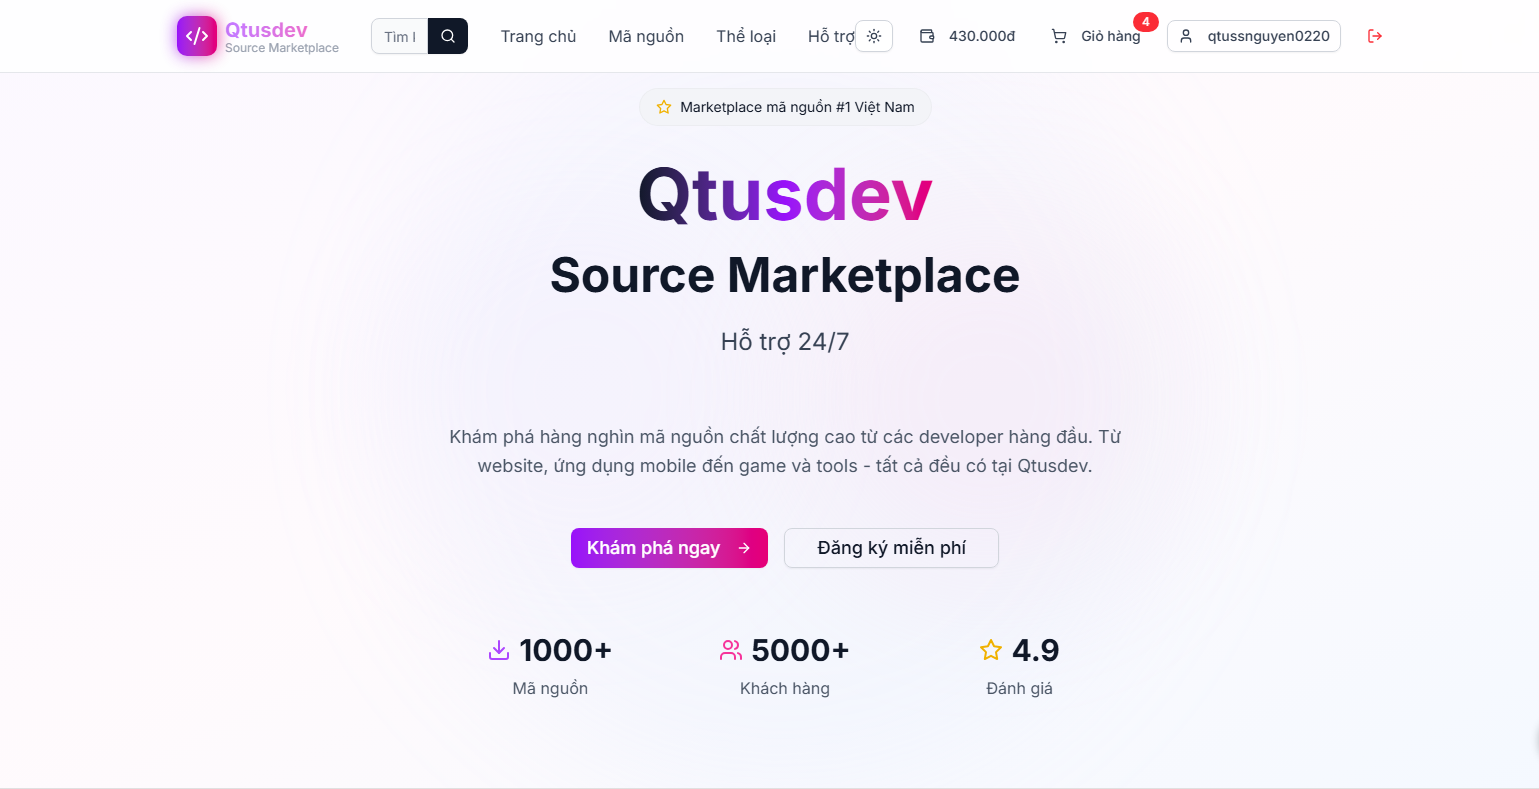 Qtusdev
Source Marketplace
Tìm
Trang chủ
Mã nguồn
Thể loại
Hỗ trợ
430.000đ
Giỏ hàng
4
qtussnguyen0220
Marketplace mã nguồn #1 Việt Nam
Qtusdev
Source Marketplace
Hỗ trợ 24/7
Khám phá hàng nghìn mã nguồn chất lượng cao từ các developer hàng đầu. Từ
website, ứng dụng mobile đến game và tools - tất cả đều có tại Qtusdev.
Khám phá ngay
Đăng ký miễn phí
1000+
Mã nguồn
5000+
Khách hàng
4.9
Đánh giá